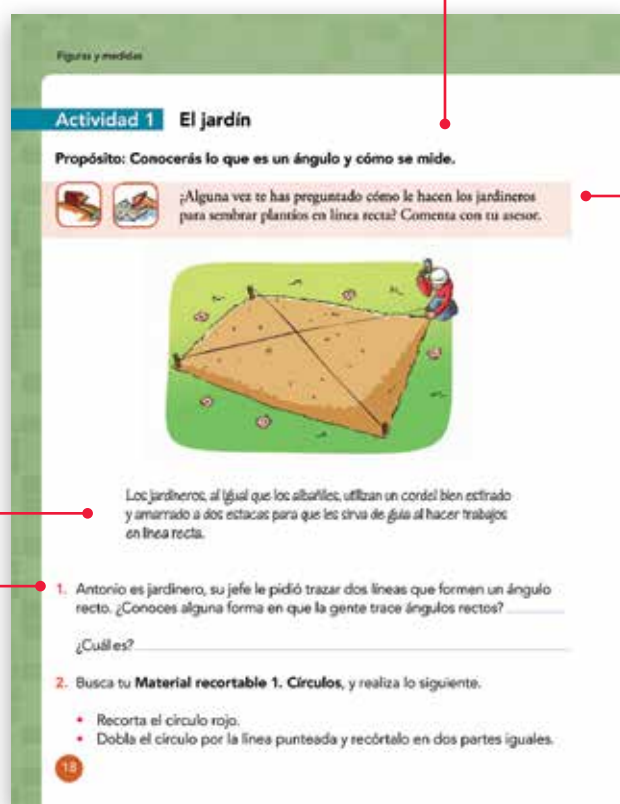 Figuras y medidas
Actividad 1 El jardín
Propósito: Conocerás lo que es un ángulo y cómo se mide.
¿Alguna vez te has preguntado cómo le hacen los jardineros
para sembrar plantíos en línea recta? Comenta con tu asesor.
Los jardineros, al igual que los albañiles, utilizan un cordel bien estirado
y amarrado a dos estacas para que les sirva de guía al hacer trabajos
en línea recta.
1. Antonio es jardinero, su jefe le pidió trazar dos líneas que formen un ángulo
recto. ¿Conoces alguna forma en que la gente trace ángulos rectos?
¿Cuál es?
2. Busca tu Material recortable 1. Círculos, y realiza lo siguiente.
• Recorta el círculo rojo.
• Dobla el círculo por la línea punteada y recórtalo en dos partes iguales.
18